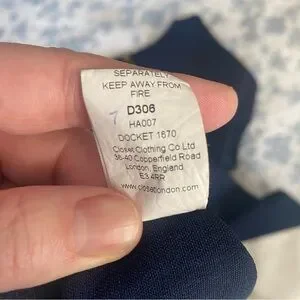 SEPARATELY
KEEP AWAY FROM
FIRE
7 D306
HA007
DOCKET 1670
Closet Clothing Co.Ltd
36-40 Copperfield Road
London, England
E3 4RR
www.closetlondon.com